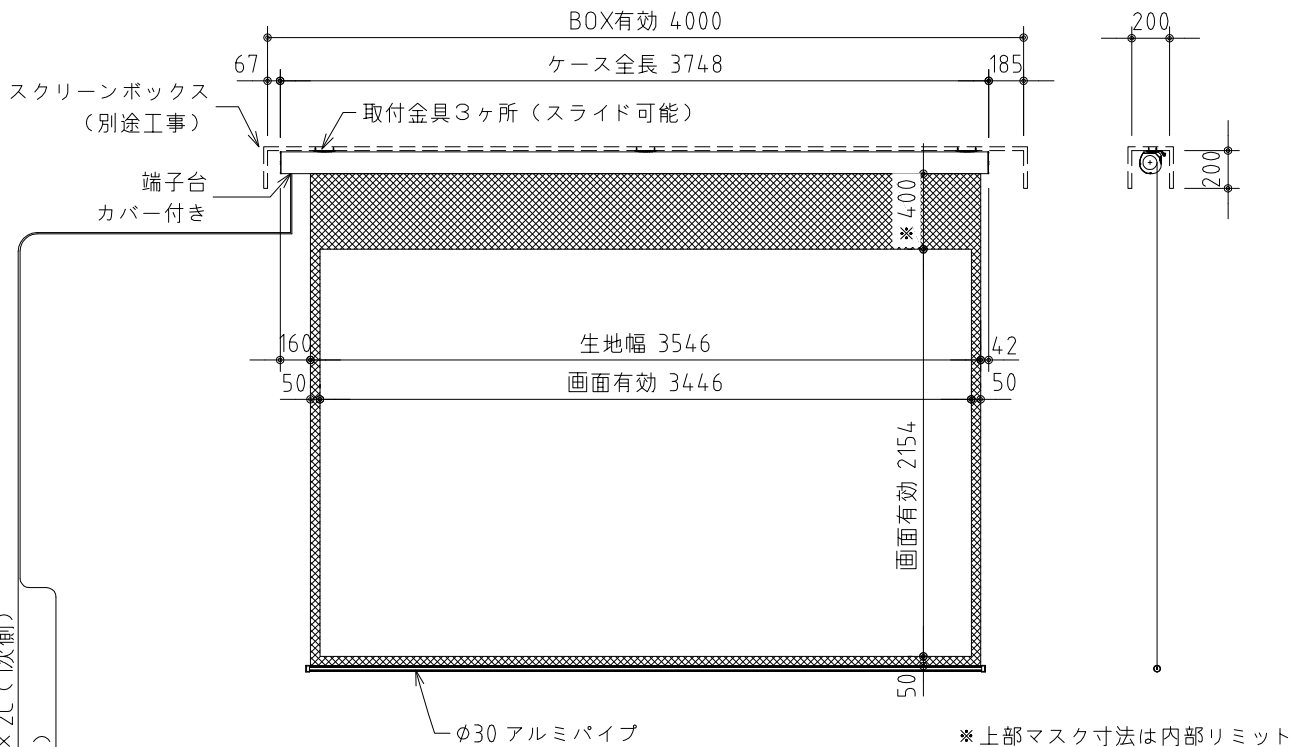 BOX有効 4000
200
67
ケース全長 3748
185
スクリーンボックス
（別途工事）
取付金具3ヶ所（スライド可能）
200
端子台
カバー付き
※ 400
160
生地幅 3546
42
50
画面有効 3446
50
画面有効 2154
50
φ30 アルミパイプ
※上部マスク寸法は内部リミット